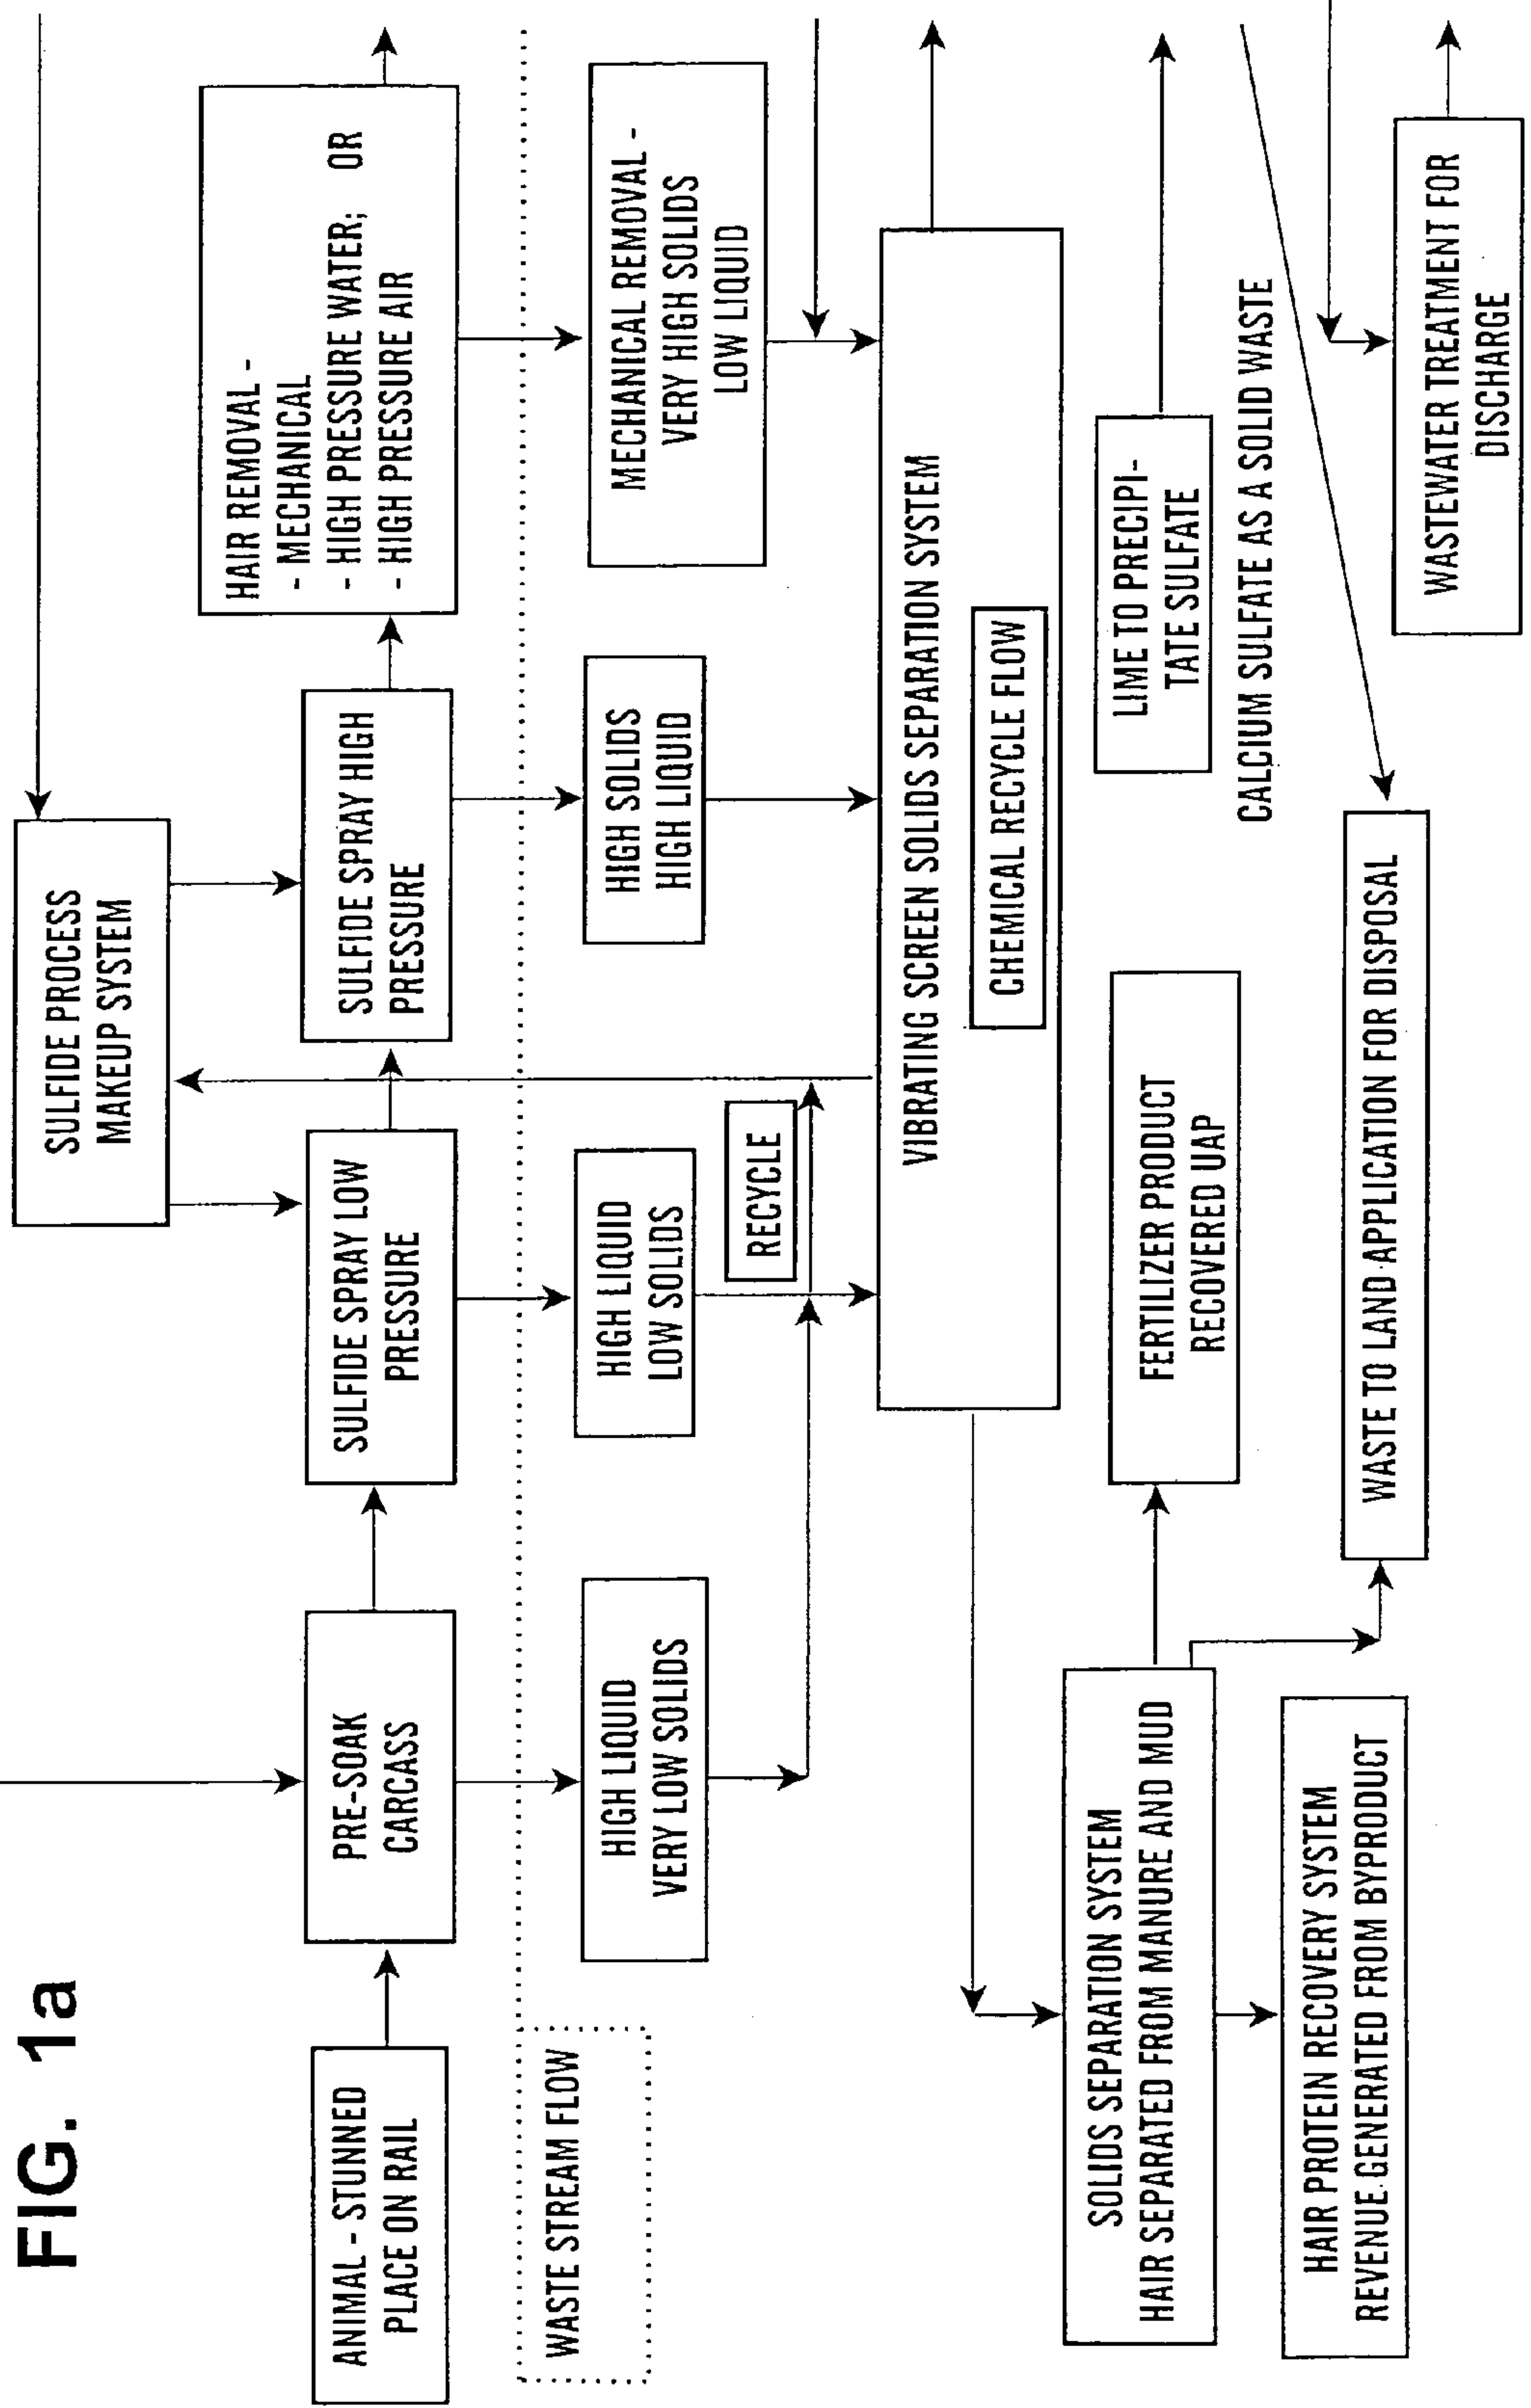 FIG. 1a
SULFIDE PROCESS
MAKEUP SYSTEM
ANIMAL - STUNNED
PLACE ON RAIL
PRE-SOAK
CARCASS
SULFIDE SPRAY LOW
PRESSURE
SULFIDE SPRAY HIGH
PRESSURE
HAIR REMOVAL -
- MECHANICAL
- HIGH PRESSURE WATER; OR
- HIGH PRESSURE AIR
WASTE STREAM FLOW
HIGH LIQUID
VERY LOW SOLIDS
HIGH LIQUID
LOW SOLIDS
HIGH SOLIDS
HIGH LIQUID
MECHANICAL REMOVAL -
VERY HIGH SOLIDS
LOW LIQUID
RECYCLE
VIBRATING SCREEN SOLIDS SEPARATION SYSTEM
CHEMICAL RECYCLE FLOW
SOLIDS SEPARATION SYSTEM
HAIR SEPARATED FROM MANURE AND MUD
FERTILIZER PRODUCT
RECOVERED UAP
LIME TO PRECIPI-
TATE SULFATE
CALCIUM SULFATE AS A SOLID WASTE
HAIR PROTEIN RECOVERY SYSTEM
REVENUE GENERATED FROM BYPRODUCT
WASTE TO LAND APPLICATION FOR DISPOSAL
WASTEWATER TREATMENT FOR
DISCHARGE